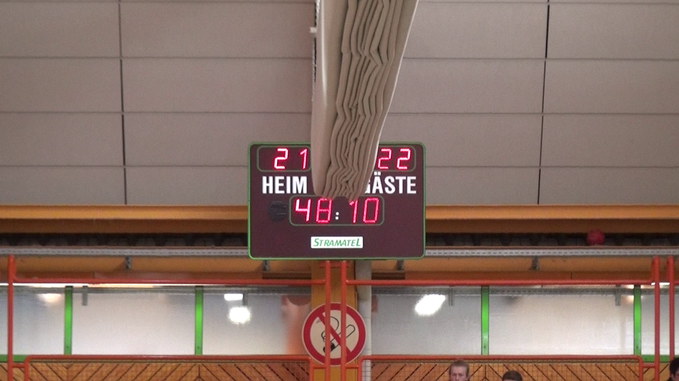 21 22
HEIM GÄSTE
48:10
STRAMATEL